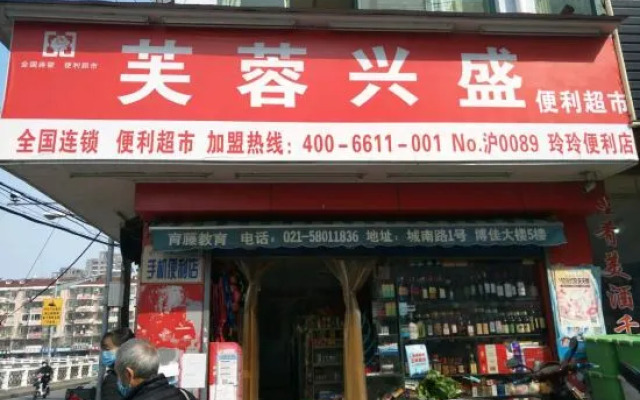 芙蓉兴盛
便利超市
全国连锁 便利超市
全国连锁 便利超市 加盟热线：400-6611-001 No.沪0089 玲玲便利店
育藤教育 电话：021-58011836 地址：城南路1号 博佳大楼5楼
手机便利店